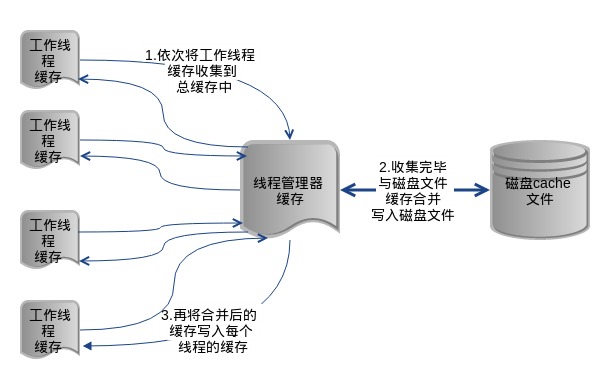 工作线
程
缓存
1.依次将工作线程
缓存收集到
总缓存中
工作线
程
缓存
线程管理器
缓存
2.收集完毕
与磁盘文件
缓存合并
写入磁盘文件
磁盘cache
文件
工作线
程
缓存
工作线
程
缓存
3.再将合并后的
缓存写入每个
线程的缓存